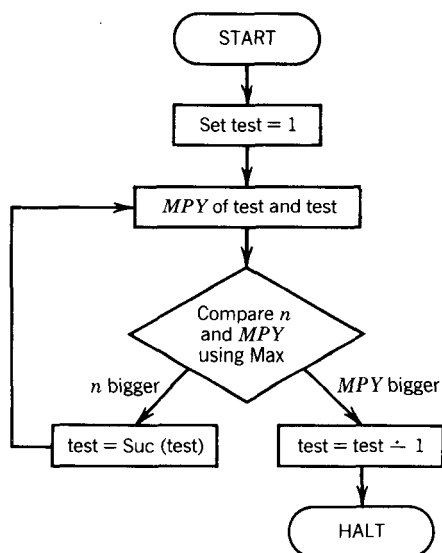 START
Set test = 1
MPY of test and test
Compare n
and MPY
using Max
n bigger
MPY bigger
test = Suc (test)
test = test ∸ 1
HALT